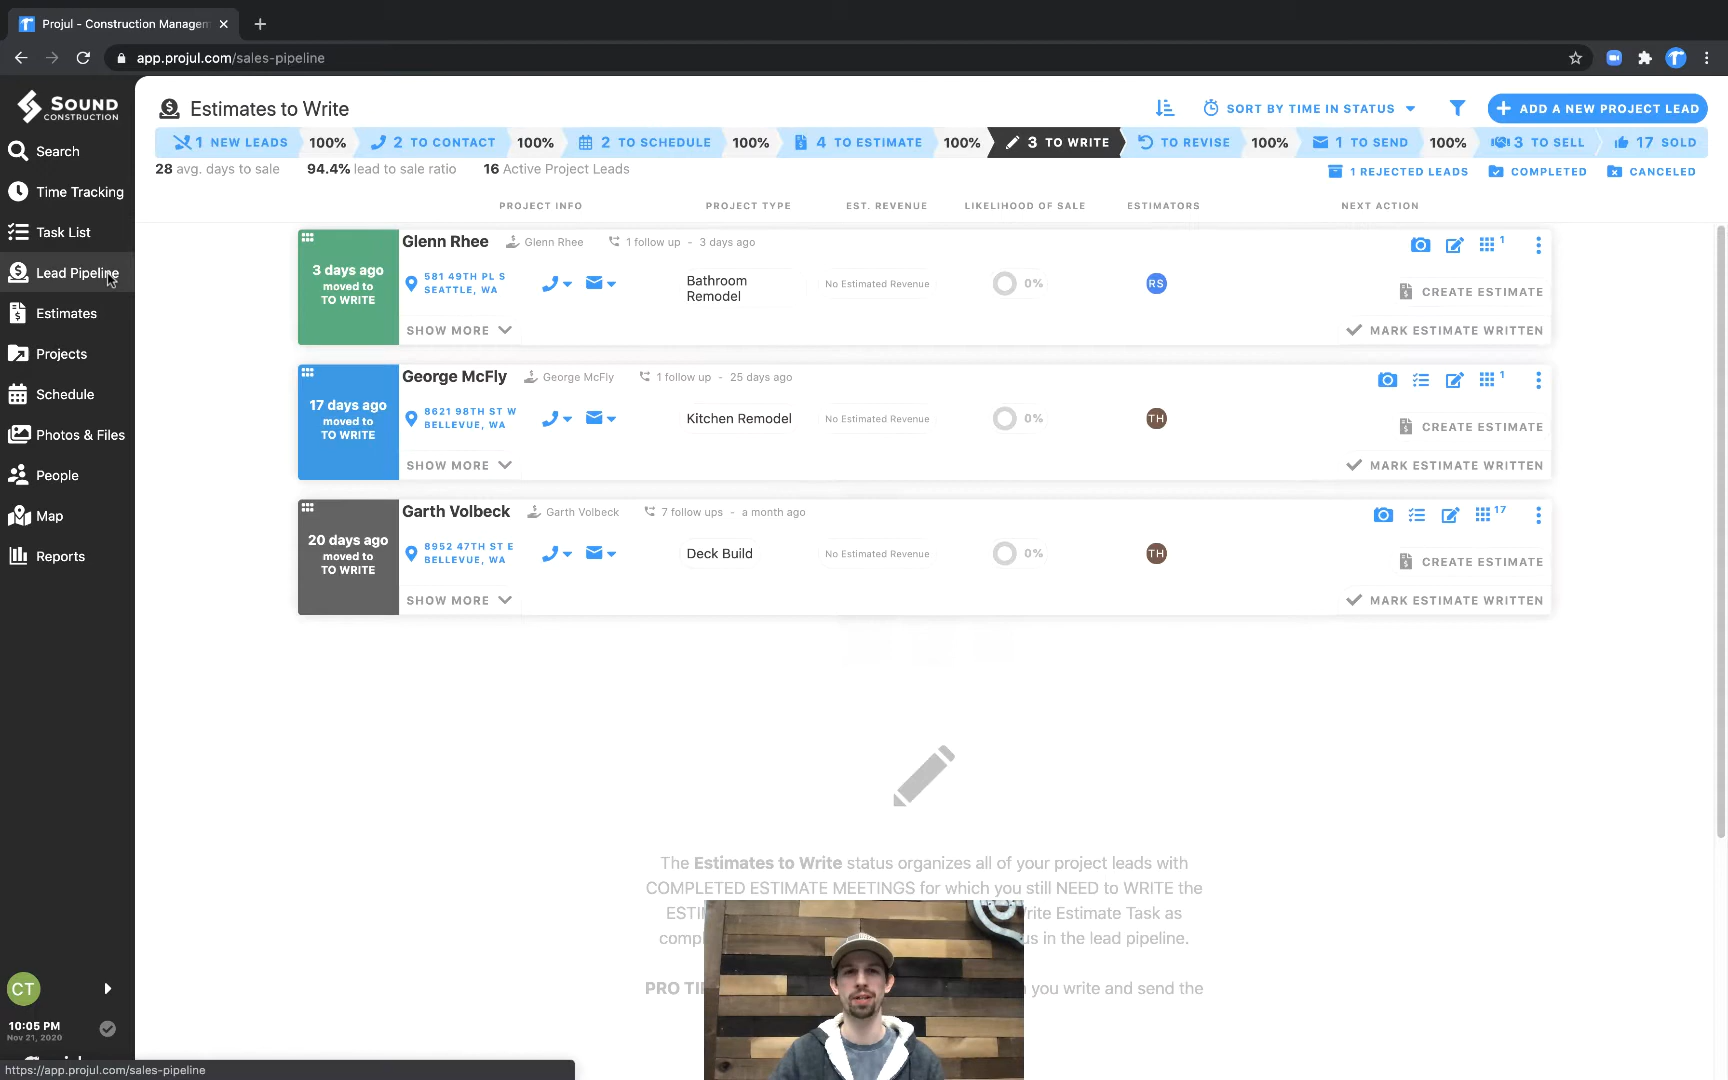 Projul - Construction Managem
app.projul.com/sales-pipeline
SOUND
CONSTRUCTION
Search
Time Tracking
Task List
Lead Pipeline
Estimates
Projects
Schedule
Photos & Files
People
Map
Reports
CT
10:05 PM
Nov 21, 2020
https://app.projul.com/sales-pipeline
Estimates to Write
SORT BY TIME IN STATUS
ADD A NEW PROJECT LEAD
1 NEW LEADS 100% 2 TO CONTACT 100% 2 TO SCHEDULE 100% 4 TO ESTIMATE 100% 3 TO WRITE TO REVISE 100% 1 TO SEND 100% 3 TO SELL 17 SOLD
28 avg. days to sale 94.4% lead to sale ratio 16 Active Project Leads
1 REJECTED LEADS COMPLETED CANCELED
PROJECT INFO PROJECT TYPE EST. REVENUE LIKELIHOOD OF SALE ESTIMATORS NEXT ACTION
3 days ago
moved to
TO WRITE
Glenn Rhee Glenn Rhee 1 follow up - 3 days ago
1
581 49TH PL S
SEATTLE, WA
Bathroom
Remodel
No Estimated Revenue
0%
RS
CREATE ESTIMATE
SHOW MORE
MARK ESTIMATE WRITTEN
17 days ago
moved to
TO WRITE
George McFly George McFly 1 follow up - 25 days ago
1
8621 98TH ST W
BELLEVUE, WA
Kitchen Remodel
No Estimated Revenue
0%
TH
CREATE ESTIMATE
SHOW MORE
MARK ESTIMATE WRITTEN
20 days ago
moved to
TO WRITE
Garth Volbeck Garth Volbeck 7 follow ups - a month ago
17
8952 47TH ST E
BELLEVUE, WA
Deck Build
No Estimated Revenue
0%
TH
CREATE ESTIMATE
SHOW MORE
MARK ESTIMATE WRITTEN
The Estimates to Write status organizes all of your project leads with
COMPLETED ESTIMATE MEETINGS for which you still NEED to WRITE the
Estimate Task as
us in the lead pipeline.
PRO you write and send the